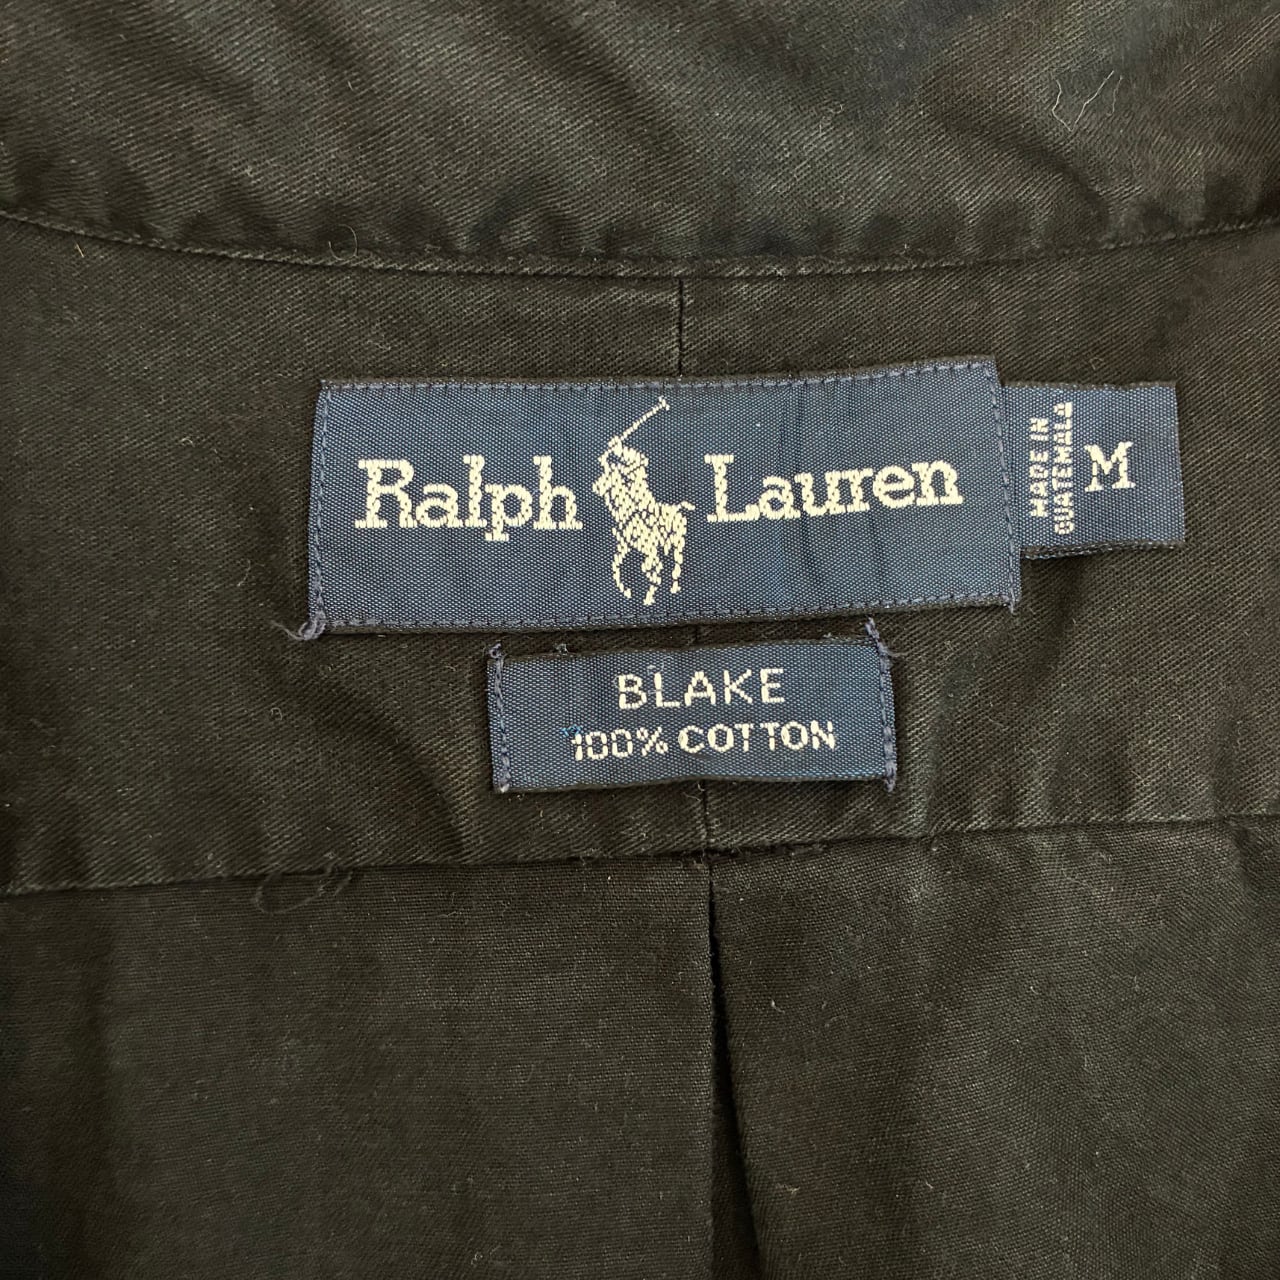 Ralph Lauren
MADE IN
GUATEMALA
M
BLAKE
100% COTTON